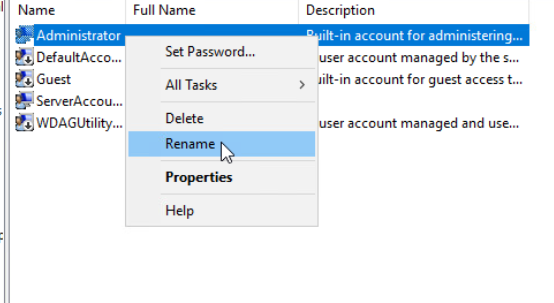 Name Full Name Description
Administrator Built-in account for administering...
Set Password...
DefaultAcco... user account managed by the s...
Guest uilt-in account for guest access t...
All Tasks
ServerAccou...
Delete
WDAGUtility... user account managed and use...
Rename
Properties
Help